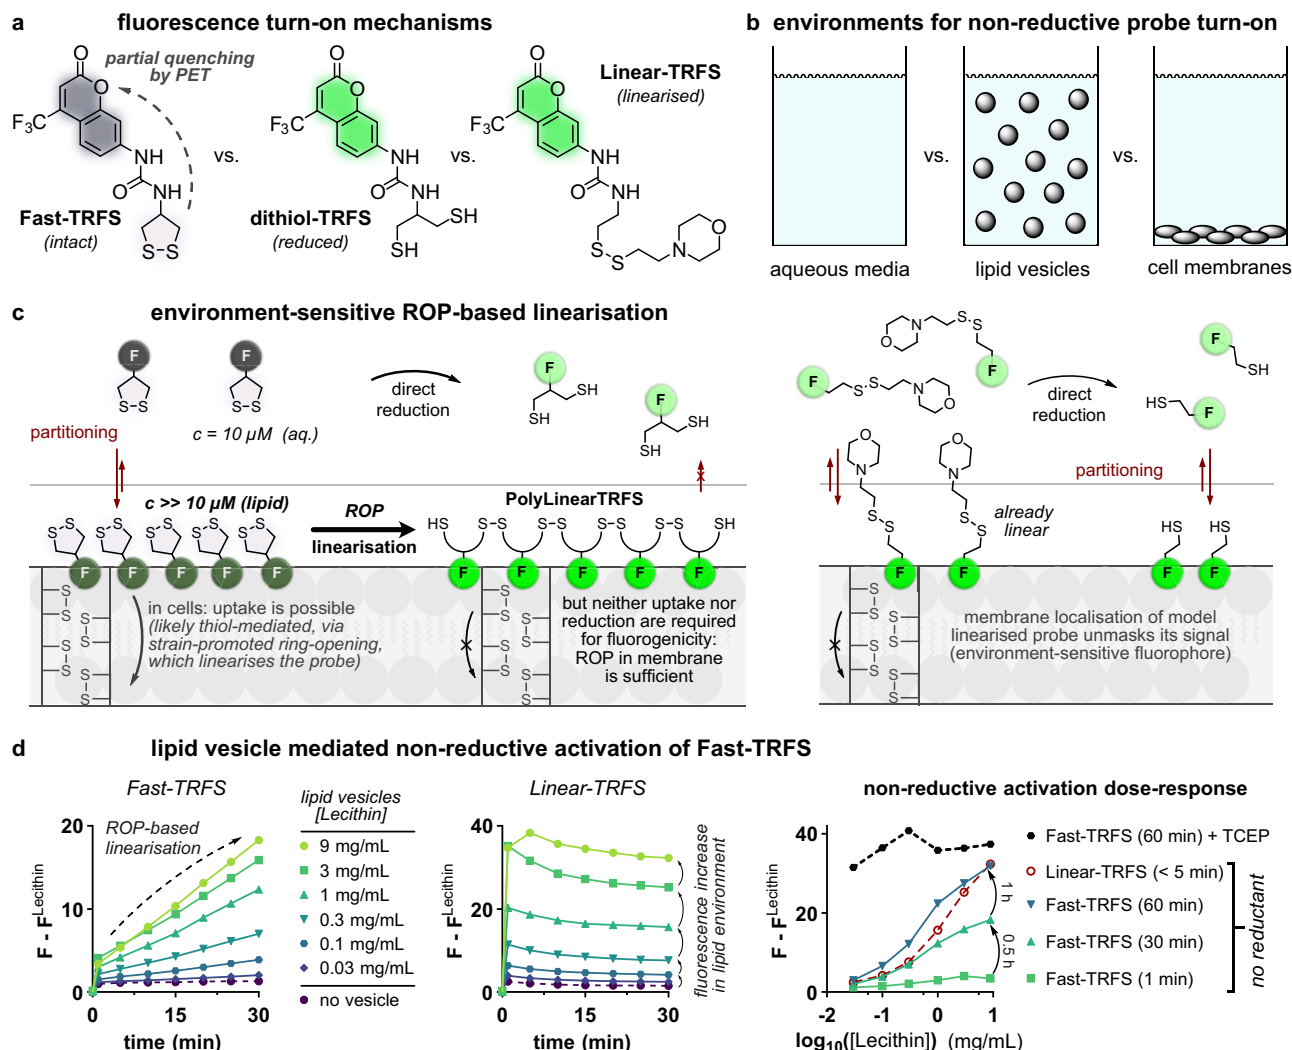 a fluorescence turn-on mechanisms
partial quenching
by PET
O
O
F₃C
NH
O
NH
S-S
Fast-TRFS
(intact)
vs.
O
O
F₃C
NH
O
NH
SH
SH
dithiol-TRFS
(reduced)
vs.
Linear-TRFS
(linearised)
O
O
F₃C
NH
O
NH
S
S
N
O
b environments for non-reductive probe turn-on
vs.
vs.
aqueous media
lipid vesicles
cell membranes
c environment-sensitive ROP-based linearisation
F
S-S
F
S-S
c = 10 µM (aq.)
direct
reduction
F
SH
SH
F
SH
SH
partitioning
c >> 10 µM (lipid)
ROP
linearisation
PolyLinearTRFS
S
S
S
S
S
S
S
S
S
S
HS
S-S
S-S
S-S
S-S
SH
F
F
F
F
F
F
F
F
F
F
S
S
S
S
S
S
S
S
S
S
in cells: uptake is possible
(likely thiol-mediated, via
strain-promoted ring-opening,
which linearises the probe)
S
S
S
S
S
S
S
S
S
S
but neither uptake nor
reduction are required
for fluorogenicity:
ROP in membrane
is sufficient
O
N
S-S
F
F
S-S
N
O
direct
reduction
F
SH
HS
F
O
N
S
S
F
O
N
S
S
F
already
linear
partitioning
HS
F
HS
F
S
S
S
S
S
S
S
S
S
S
membrane localisation of model
linearised probe unmasks its signal
(environment-sensitive fluorophore)
d lipid vesicle mediated non-reductive activation of Fast-TRFS
Fast-TRFS
ROP-based
linearisation
F - F^Lecithin
20
10
0
0
15
30
time (min)
lipid vesicles
[Lecithin]
9 mg/mL
3 mg/mL
1 mg/mL
0.3 mg/mL
0.1 mg/mL
0.03 mg/mL
no vesicle
Linear-TRFS
F - F^Lecithin
40
20
0
0
15
30
time (min)
fluorescence increase
in lipid environment
non-reductive activation dose-response
F - F^Lecithin
40
20
0
-2
-1
0
1
log₁₀([Lecithin]) (mg/mL)
1 h
0.5 h
Fast-TRFS (60 min) + TCEP
Linear-TRFS (< 5 min)
Fast-TRFS (60 min)
Fast-TRFS (30 min)
Fast-TRFS (1 min)
no reductant